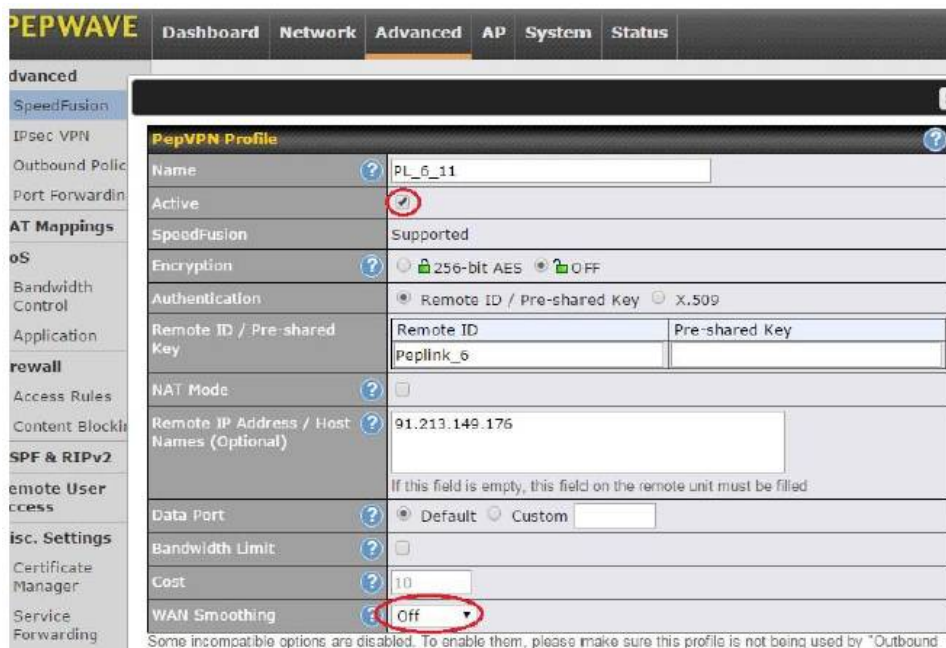 PEPWAVE
Dashboard Network Advanced AP System Status
dvanced
SpeedFusion
IPsec VPN
Outbound Polic
Port Forwardin
AT Mappings
oS
Bandwidth
Control
Application
rewall
Access Rules
Content Blockin
SPF & RIPv2
emote User
ccess
isc. Settings
Certificate
Manager
Service
Forwarding
PepVPN Profile
Name PL_6_11
Active
SpeedFusion Supported
Encryption 256-bit AES OFF
Authentication Remote ID / Pre-shared Key X.509
Remote ID / Pre-shared
Key
Remote ID Pre-shared Key
Peplink_6
NAT Mode
Remote IP Address / Host
Names (Optional)
91.213.149.176
If this field is empty, this field on the remote unit must be filled
Data Port Default Custom
Bandwidth Limit
Cost 10
WAN Smoothing Off
Some incompatible options are disabled. To enable them, please make sure this profile is not being used by "Outbound